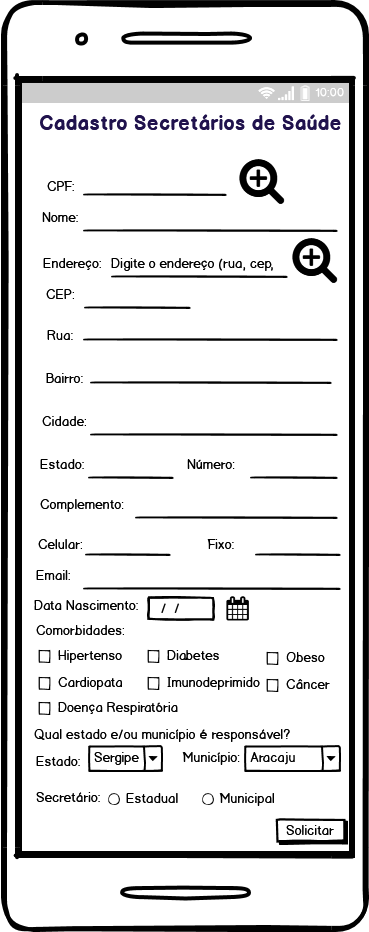 10:00
Cadastro Secretários de Saúde
CPF:
Nome:
Endereço: Digite o endereço (rua, cep,
CEP:
Rua:
Bairro:
Cidade:
Estado: Número:
Complemento:
Celular: Fixo:
Email:
Data Nascimento: / /
Comorbidades:
Hipertenso Diabetes Obeso
Cardiopata Imunodeprimido Câncer
Doença Respiratória
Qual estado e/ou município é responsável?
Estado: Sergipe Município: Aracaju
Secretário: Estadual Municipal
Solicitar